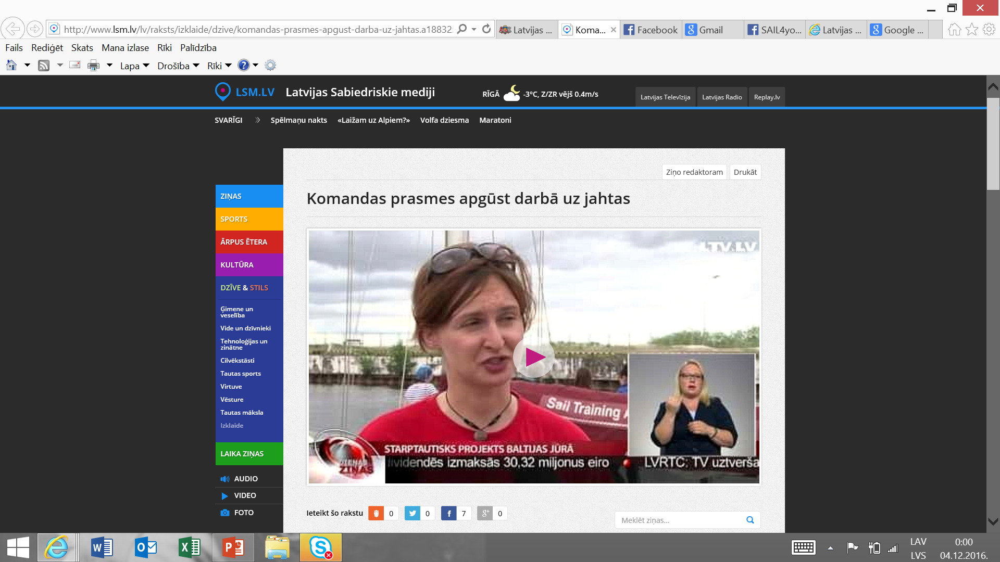 http://www.lsm.lv/lv/raksts/izklaide/dzive/komandas-prasmes-apgust-darba-uz-jahtas.a18832
Latvijas ...
Koma...
Facebook
Gmail
SAIL4yo...
Latvijas ...
Google ...
Fails Rediģēt Skats Mana izlase Rīki Palīdzība
Lapa Drošība Rīki
LSM.LV Latvijas Sabiedriskie mediji
RĪGĀ -3°C, Z/ZR vējš 0.4m/s
Latvijas Televīzija Latvijas Radio Replay.lv
SVARĪGI Spēlmaņu nakts «Laižam uz Alpiem?» Volfa dziesma Maratoni
Ziņo redaktoram Drukāt
Komandas prasmes apgūst darbā uz jahtas
ZIŅAS
SPORTS
ĀRPUS ĒTERA
KULTŪRA
DZĪVE & STILS
Ģimene un
veselība
Vide un dzīvnieki
Tehnoloģijas un
zinātne
Cilvēkstāsti
Tautas sports
Virtuve
Vēsture
Tautas māksla
Izklaide
LAIKA ZIŅAS
AUDIO
VIDEO
FOTO
LTV.LV
Sail Training
STARPTAUTISKS PROJEKTS BALTIJAS JŪRĀ
DIENAS
ZIŅAS
ividendēs izmaksās 30,32 miljonus eiro LVRTC: TV uztverša
Ieteikt šo rakstu 0 0 7 0
Meklēt ziņas...
LAV
LVS
0:00
04.12.2016.